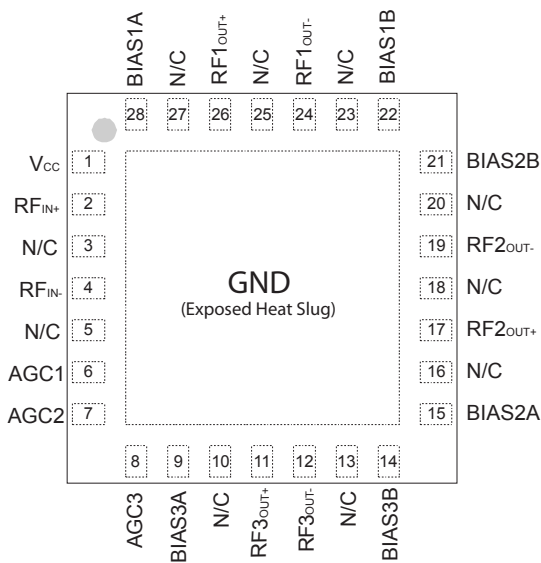 BIAS1A
N/C
RF1OUT+
N/C
RF1OUT-
N/C
BIAS1B
28 27 26 25 24 23 22
VCC 1
RFIN+ 2
N/C 3
RFIN- 4
N/C 5
AGC1 6
AGC2 7
GND
(Exposed Heat Slug)
21 BIAS2B
20 N/C
19 RF2OUT-
18 N/C
17 RF2OUT+
16 N/C
15 BIAS2A
8 9 10 11 12 13 14
AGC3
BIAS3A
N/C
RF3OUT+
RF3OUT-
N/C
BIAS3B